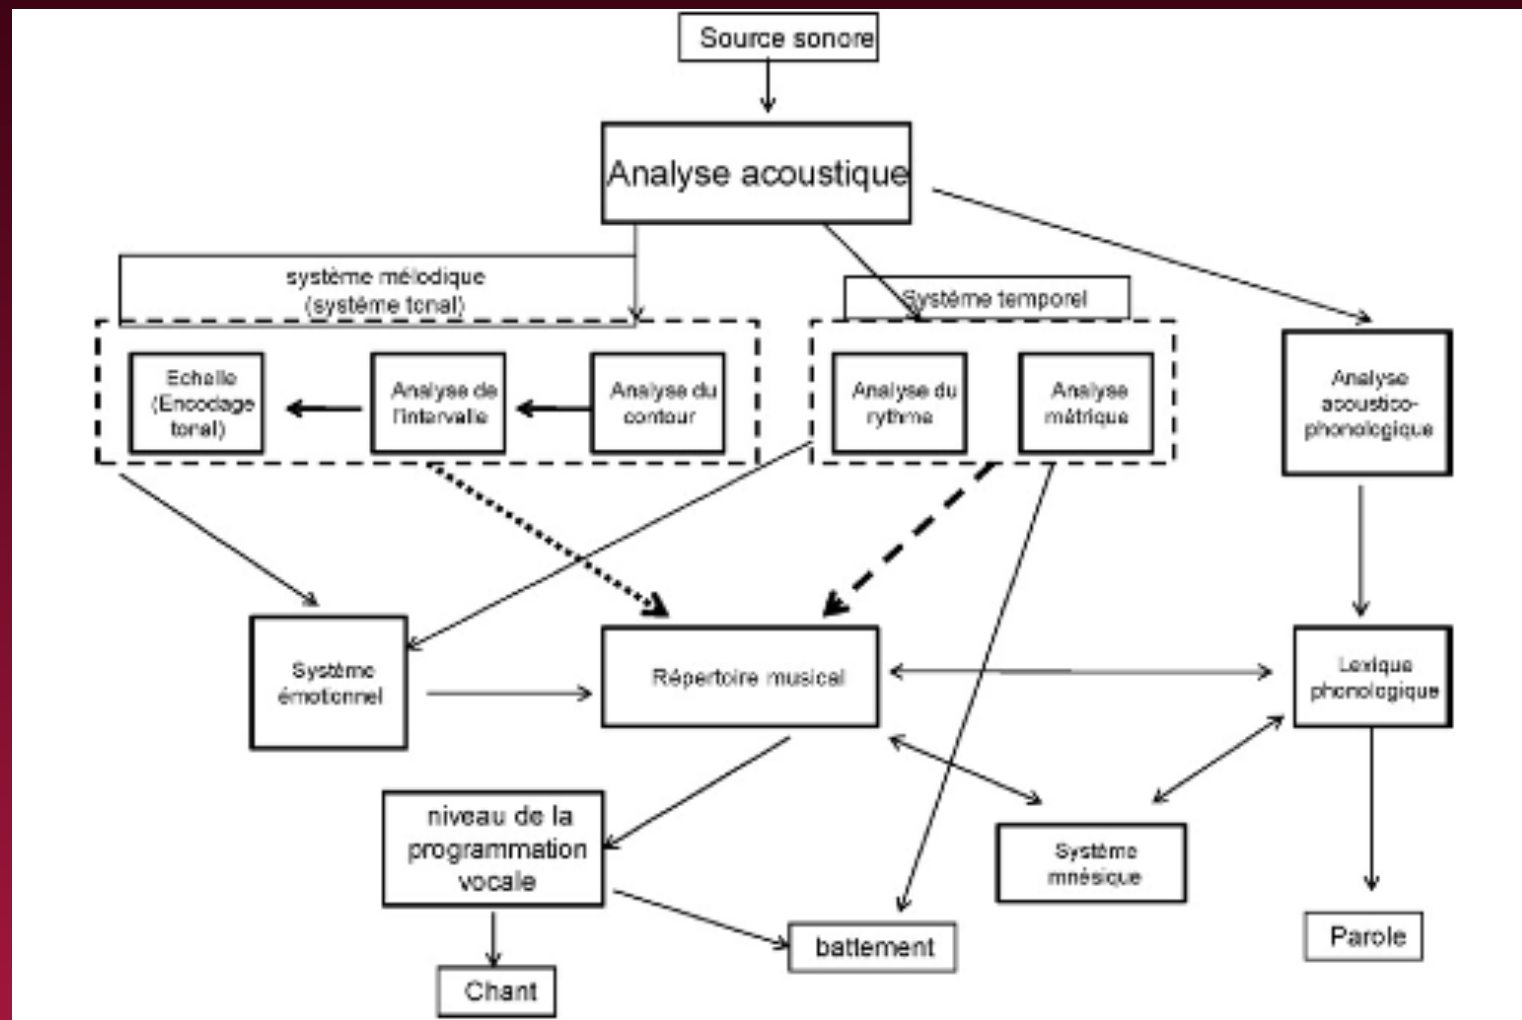 Source sonore
Analyse acoustique
système mélodique
(système tonal)
Système temporel
Echelle
(Encodage
tonal)
Analyse de
l'intervalle
Analyse du
contour
Analyse du
rythme
Analyse
métrique
Analyse
acoustico-
phonologique
Système
émotionnel
Répertoire musical
Lexique
phonologique
niveau de la
programmation
vocale
Système
mnésique
battement
Parole
Chant